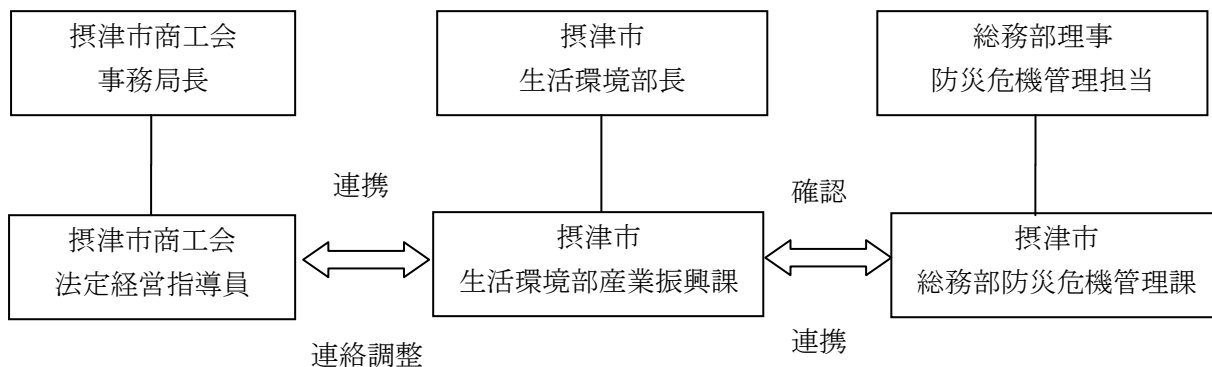 摂津市商工会
事務局長
摂津市
生活環境部長
総務部理事
防災危機管理担当
連携
確認
摂津市商工会
法定経営指導員
摂津市
生活環境部産業振興課
摂津市
総務部防災危機管理課
連絡調整
連携